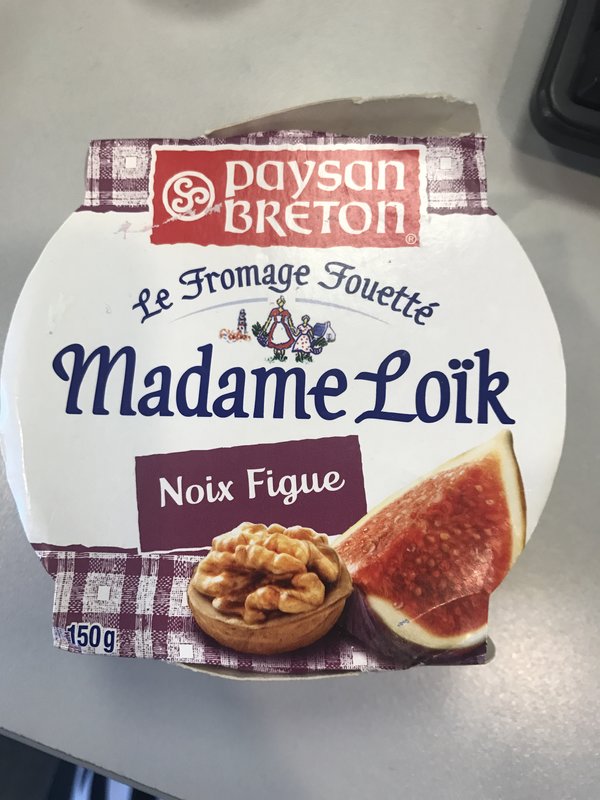 paysan
BRETON
®
Le Fromage Fouetté
Madame Loïk
Noix Figue
150g